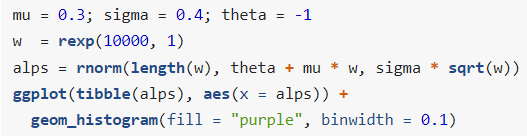 mu = 0.3; sigma = 0.4; theta = -1
w  = rexp(10000, 1)
alps = rnorm(length(w), theta + mu * w, sigma * sqrt(w))
ggplot(tibble(alps), aes(x = alps)) +
  geom_histogram(fill = "purple", binwidth = 0.1)